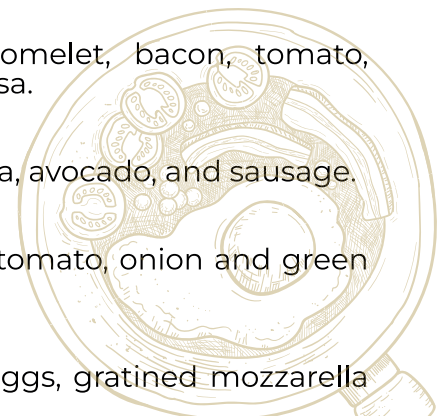 omelet, bacon, tomato,
sa.
a, avocado, and sausage.
tomato, onion and green
ggs, gratined mozzarella